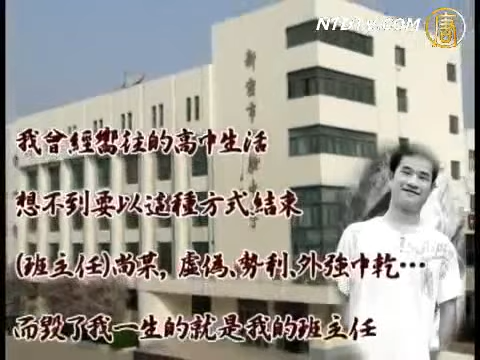 NTDTV.COM
我曾經嚮往的高中生活
想不到要以這種方式結束
(班主任)尚某,虛僞、勢利、外強中乾…
而毀了我一生的就是我的班主任